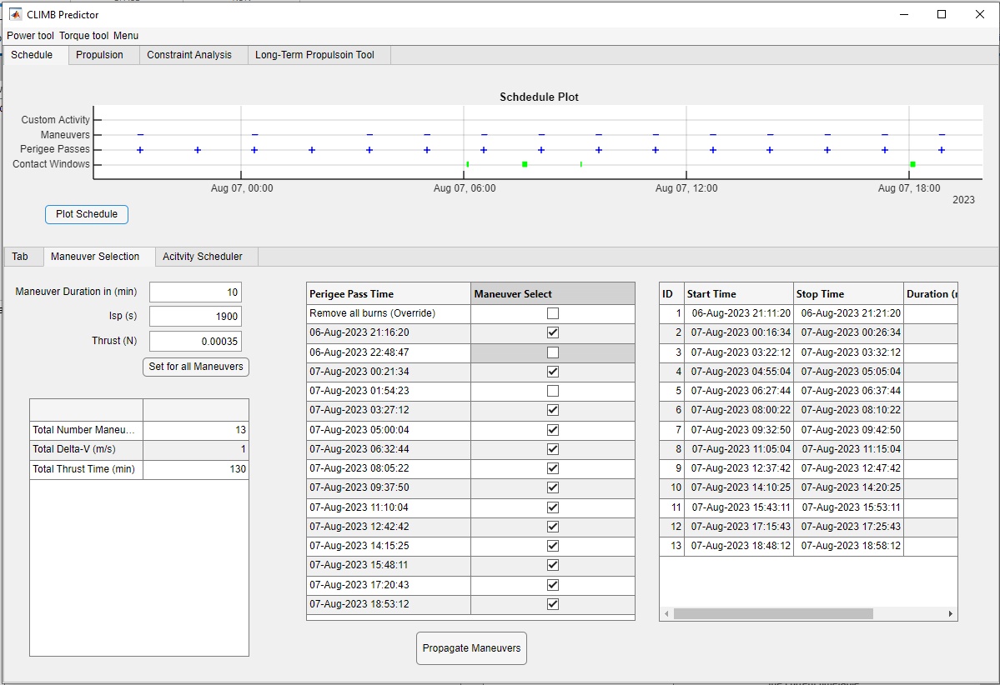 CLIMB Predictor
Power tool Torque tool Menu
Schedule Propulsion Constraint Analysis Long-Term Propulsoin Tool
Schdedule Plot
Custom Activity
Maneuvers
Perigee Passes
Contact Windows
Aug 07, 00:00 Aug 07, 06:00 Aug 07, 12:00 Aug 07, 18:00
2023
Plot Schedule
Tab Maneuver Selection Acitvity Scheduler
Maneuver Duration in (min) 10
Isp (s) 1900
Thrust (N) 0.00035
Set for all Maneuvers
Total Number Maneu... 13
Total Delta-V (m/s) 1
Total Thrust Time (min) 130
Perigee Pass Time Maneuver Select
Remove all burns (Override)
06-Aug-2023 21:16:20
06-Aug-2023 22:48:47
07-Aug-2023 00:21:34
07-Aug-2023 01:54:23
07-Aug-2023 03:27:12
07-Aug-2023 05:00:04
07-Aug-2023 06:32:44
07-Aug-2023 08:05:22
07-Aug-2023 09:37:50
07-Aug-2023 11:10:04
07-Aug-2023 12:42:42
07-Aug-2023 14:15:25
07-Aug-2023 15:48:11
07-Aug-2023 17:20:43
07-Aug-2023 18:53:12
Propagate Maneuvers
ID Start Time Stop Time Duration (r
1 06-Aug-2023 21:11:20 06-Aug-2023 21:21:20
2 07-Aug-2023 00:16:34 07-Aug-2023 00:26:34
3 07-Aug-2023 03:22:12 07-Aug-2023 03:32:12
4 07-Aug-2023 04:55:04 07-Aug-2023 05:05:04
5 07-Aug-2023 06:27:44 07-Aug-2023 06:37:44
6 07-Aug-2023 08:00:22 07-Aug-2023 08:10:22
7 07-Aug-2023 09:32:50 07-Aug-2023 09:42:50
8 07-Aug-2023 11:05:04 07-Aug-2023 11:15:04
9 07-Aug-2023 12:37:42 07-Aug-2023 12:47:42
10 07-Aug-2023 14:10:25 07-Aug-2023 14:20:25
11 07-Aug-2023 15:43:11 07-Aug-2023 15:53:11
12 07-Aug-2023 17:15:43 07-Aug-2023 17:25:43
13 07-Aug-2023 18:48:12 07-Aug-2023 18:58:12